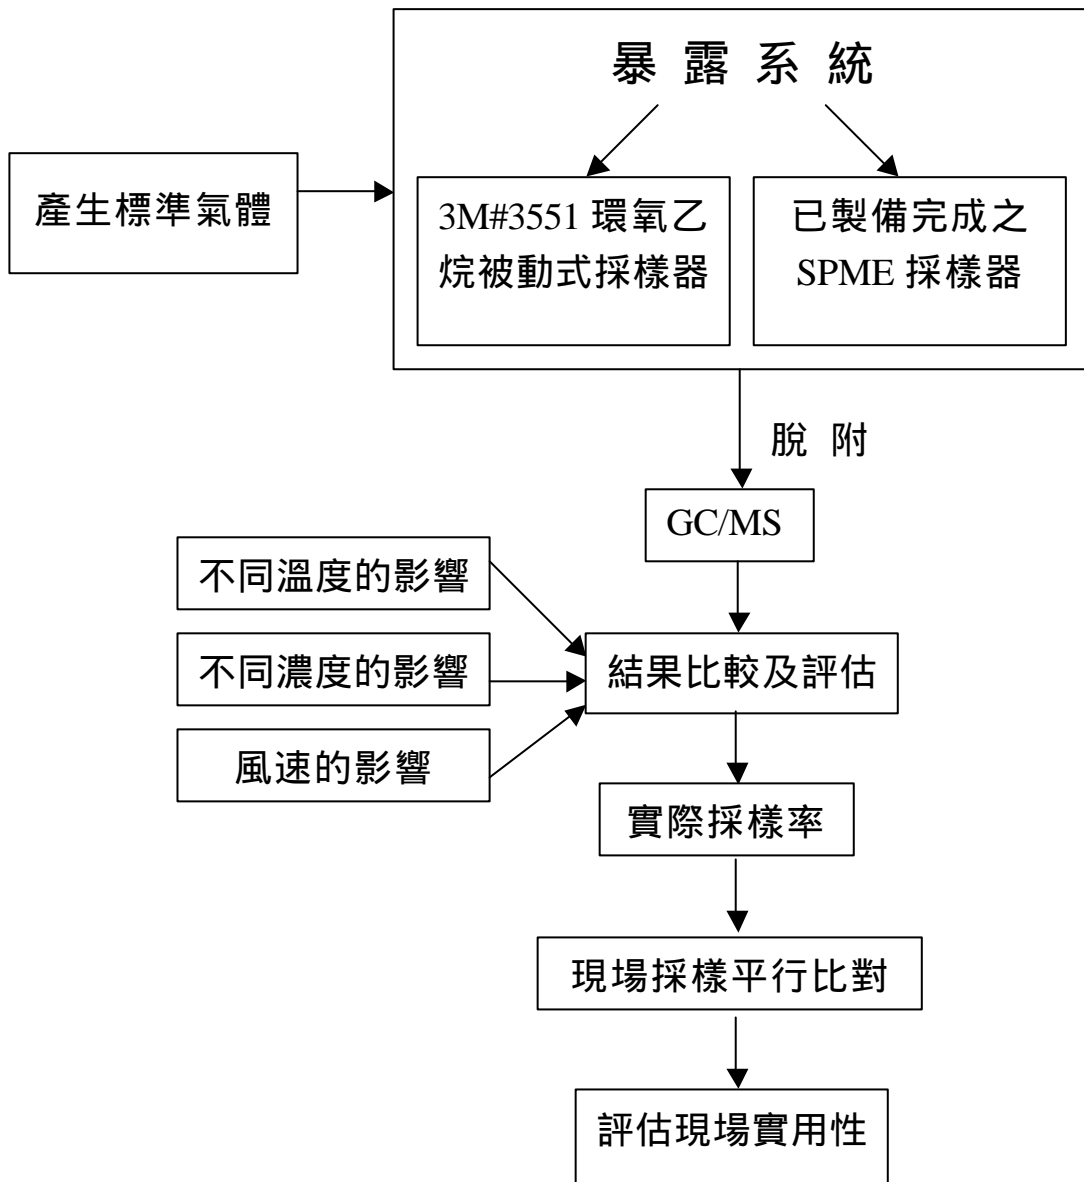 暴露系統
產生標準氣體
3M#3551 環氧乙
烷被動式採樣器
已製備完成之
SPME 採樣器
脫附
GC/MS
不同溫度的影響
不同濃度的影響
風速的影響
結果比較及評估
實際採樣率
現場採樣平行比對
評估現場實用性